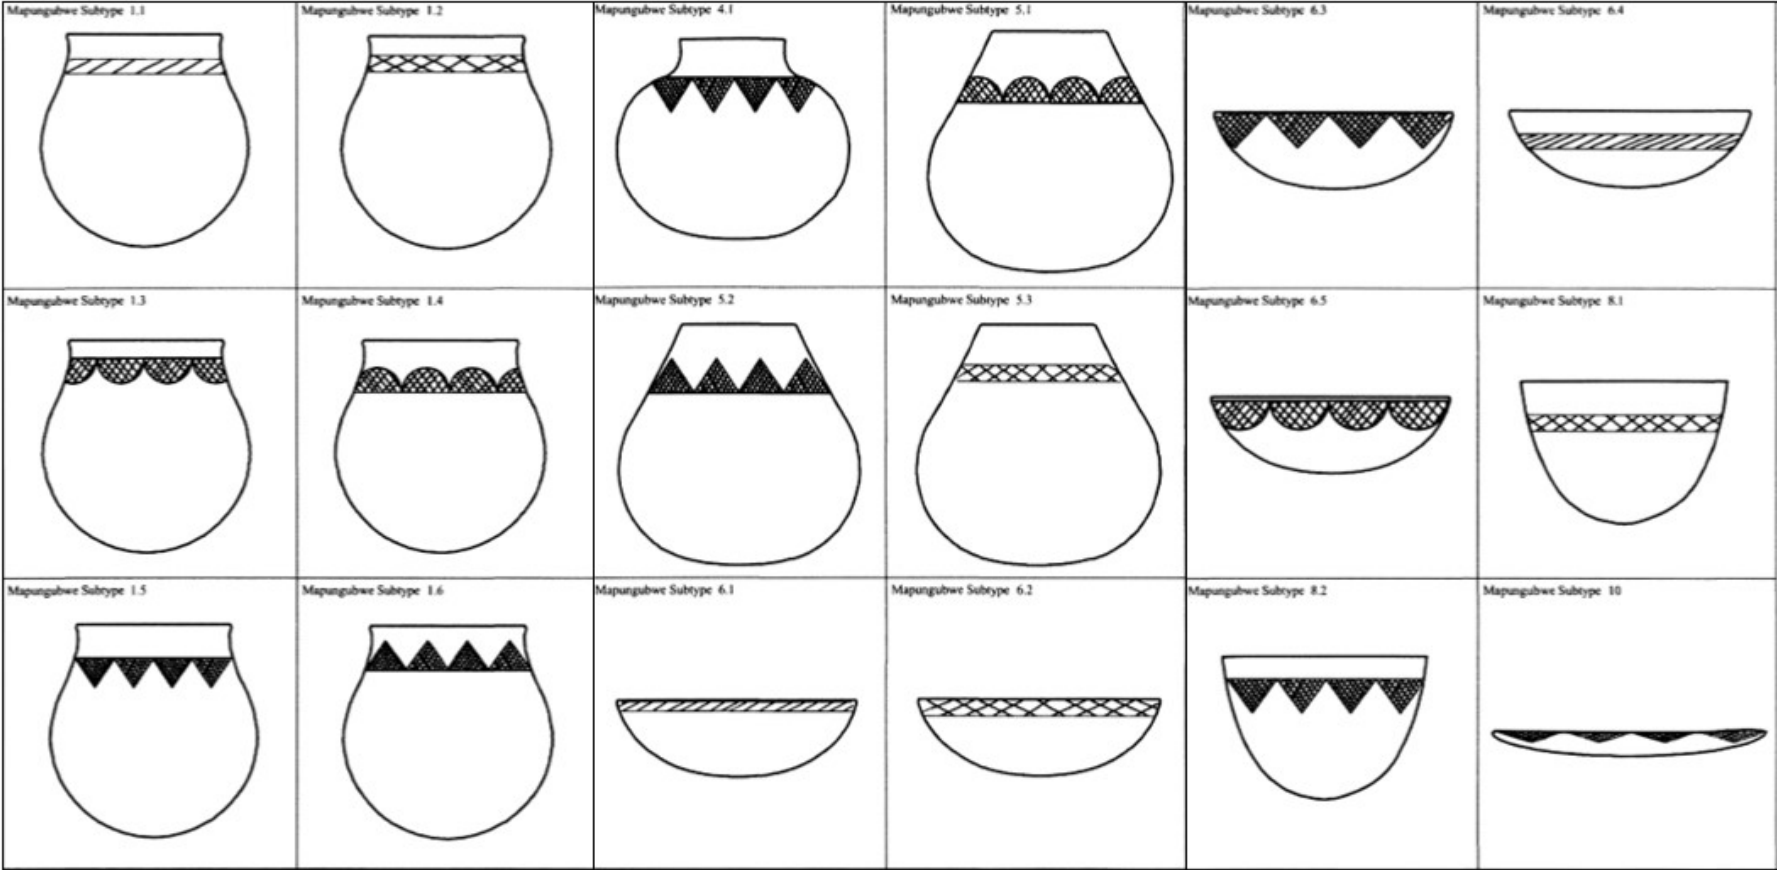 Mapungubwe Subtype 1.1
Mapungubwe Subtype 1.2
Mapungubwe Subtype 4.1
Mapungubwe Subtype 5.1
Mapungubwe Subtype 6.3
Mapungubwe Subtype 6.4
Mapungubwe Subtype 1.3
Mapungubwe Subtype 1.4
Mapungubwe Subtype 5.2
Mapungubwe Subtype 5.3
Mapungubwe Subtype 6.5
Mapungubwe Subtype 8.1
Mapungubwe Subtype 1.5
Mapungubwe Subtype 1.6
Mapungubwe Subtype 6.1
Mapungubwe Subtype 6.2
Mapungubwe Subtype 8.2
Mapungubwe Subtype 10